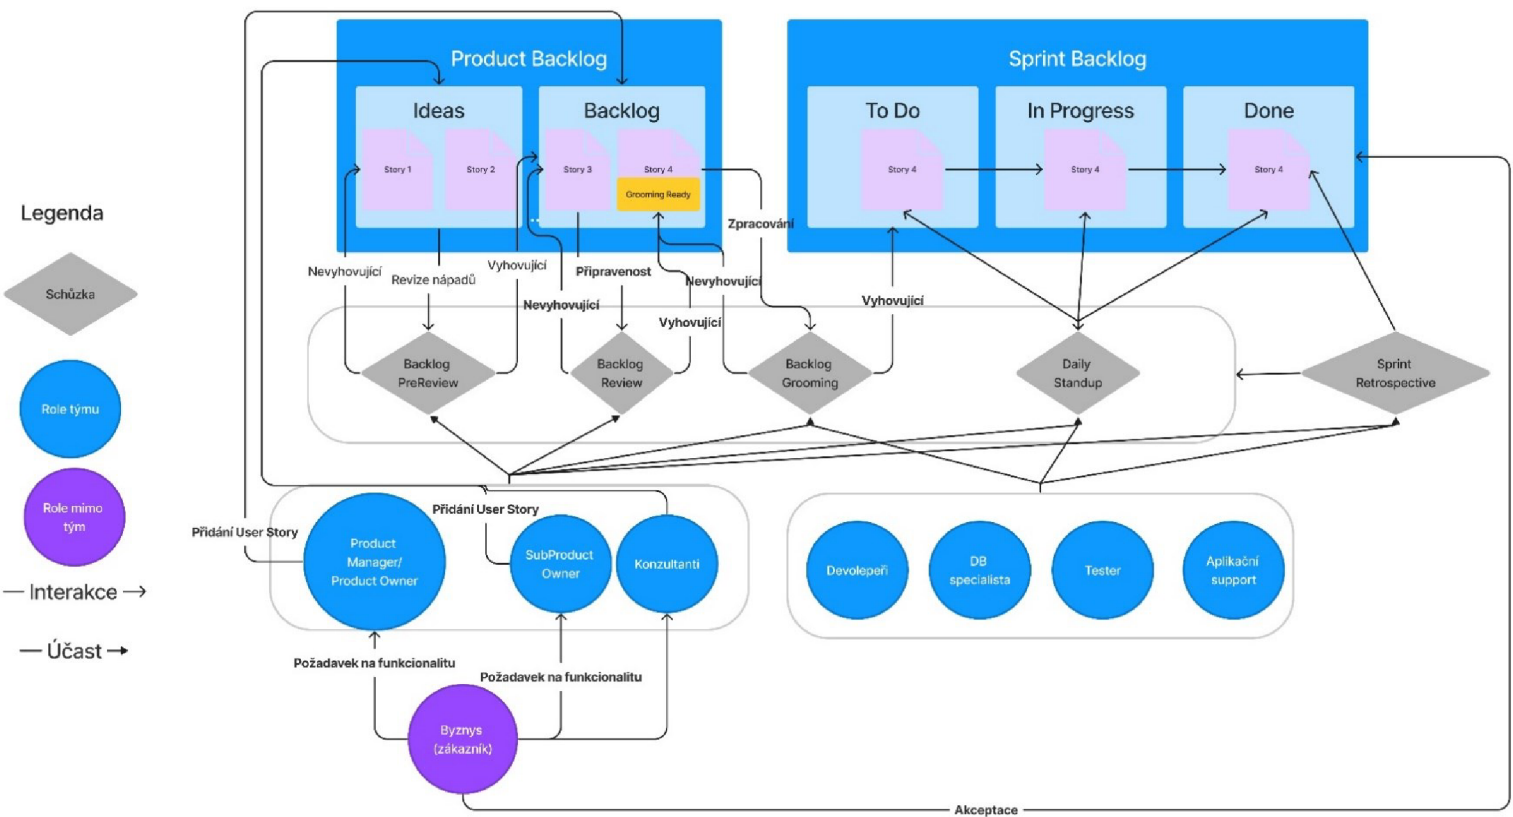 Product Backlog
Sprint Backlog
Ideas
Backlog
To Do
In Progress
Done
Story 1
Story 2
Story 3
Story 4
Grooming Ready
Story 4
Story 4
Story 4
Legenda
Schůzka
Role týmu
Role mimo
tým
Interakce
Účast
Nevyhovující
Revize nápadů
Vyhovující
Připravenost
Nevyhovující
Vyhovující
Zpracování
Nevyhovující
Vyhovující
Backlog
PreReview
Backlog
Review
Backlog
Grooming
Daily
Standup
Sprint
Retrospective
Přidání User Story
Přidání User Story
Product
Manager/
Product Owner
SubProduct
Owner
Konzultanti
Devolepeři
DB
specialista
Tester
Aplikační
support
Požadavek na funkcionalitu
Požadavek na funkcionalitu
Byznys
(zákazník)
Akceptace